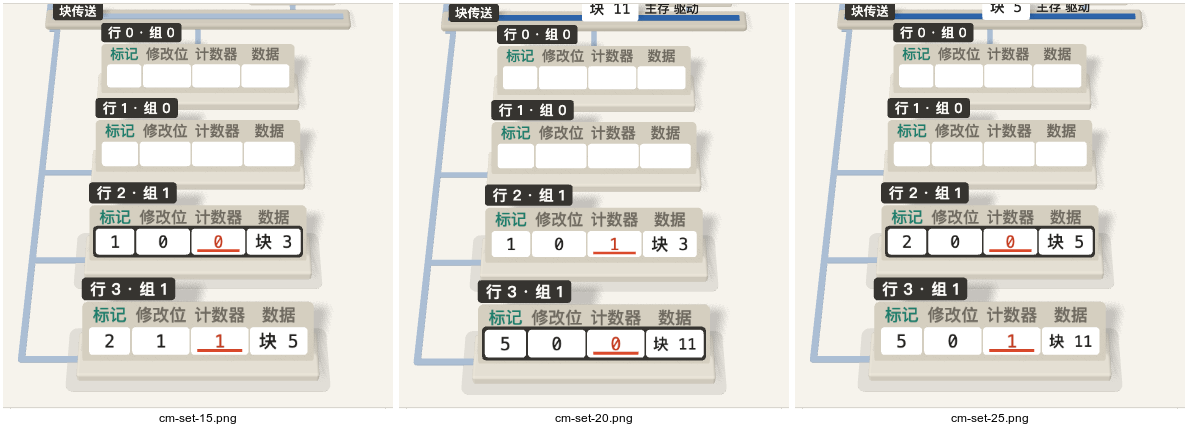 块传送
行 0 · 组 0
标记 修改位 计数器 数据
行 1 · 组 0
标记 修改位 计数器 数据
行 2 · 组 1
标记 修改位 计数器 数据
1 0 0 块 3
行 3 · 组 1
标记 修改位 计数器 数据
2 1 1 块 5
cm-set-15.png
块传送 块 11 主存 驱动
行 0 · 组 0
标记 修改位 计数器 数据
行 1 · 组 0
标记 修改位 计数器 数据
行 2 · 组 1
标记 修改位 计数器 数据
1 0 1 块 3
行 3 · 组 1
标记 修改位 计数器 数据
5 0 0 块 11
cm-set-20.png
块传送 块 5 主存 驱动
行 0 · 组 0
标记 修改位 计数器 数据
行 1 · 组 0
标记 修改位 计数器 数据
行 2 · 组 1
标记 修改位 计数器 数据
2 0 0 块 5
行 3 · 组 1
标记 修改位 计数器 数据
5 0 1 块 11
cm-set-25.png